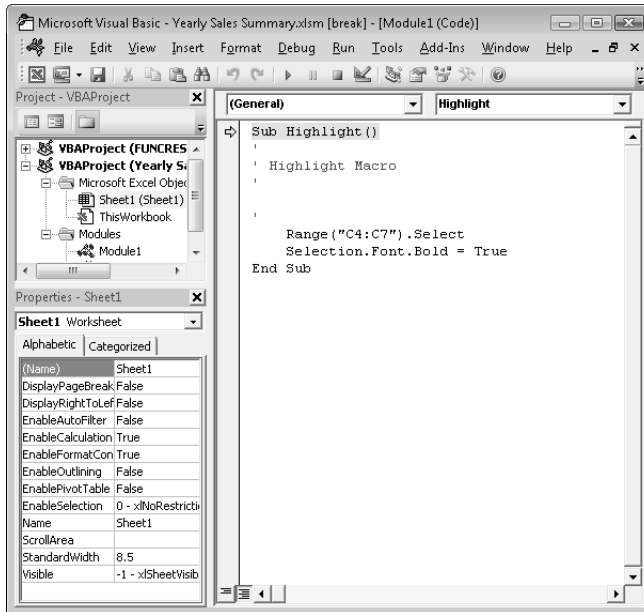 Microsoft Visual Basic - Yearly Sales Summary.xlsm [break] - [Module1 (Code)]
File Edit View Insert Format Debug Run Tools Add-Ins Window Help
Project - VBAProject
VBAProject (FUNCRES
VBAProject (Yearly Sa
Microsoft Excel Objec
Sheet1 (Sheet1)
ThisWorkbook
Modules
Module1
Properties - Sheet1
Sheet1 Worksheet
Alphabetic Categorized
(Name) Sheet1
DisplayPageBreak False
DisplayRightToLef False
EnableAutoFilter False
EnableCalculation True
EnableFormatCon True
EnableOutlining False
EnablePivotTable False
EnableSelection 0 - xlNoRestricti
Name Sheet1
ScrollArea
StandardWidth 8.5
Visible -1 - xlSheetVisib
(General) Highlight
Sub Highlight()
'
' Highlight Macro
'
'
Range("C4:C7").Select
Selection.Font.Bold = True
End Sub